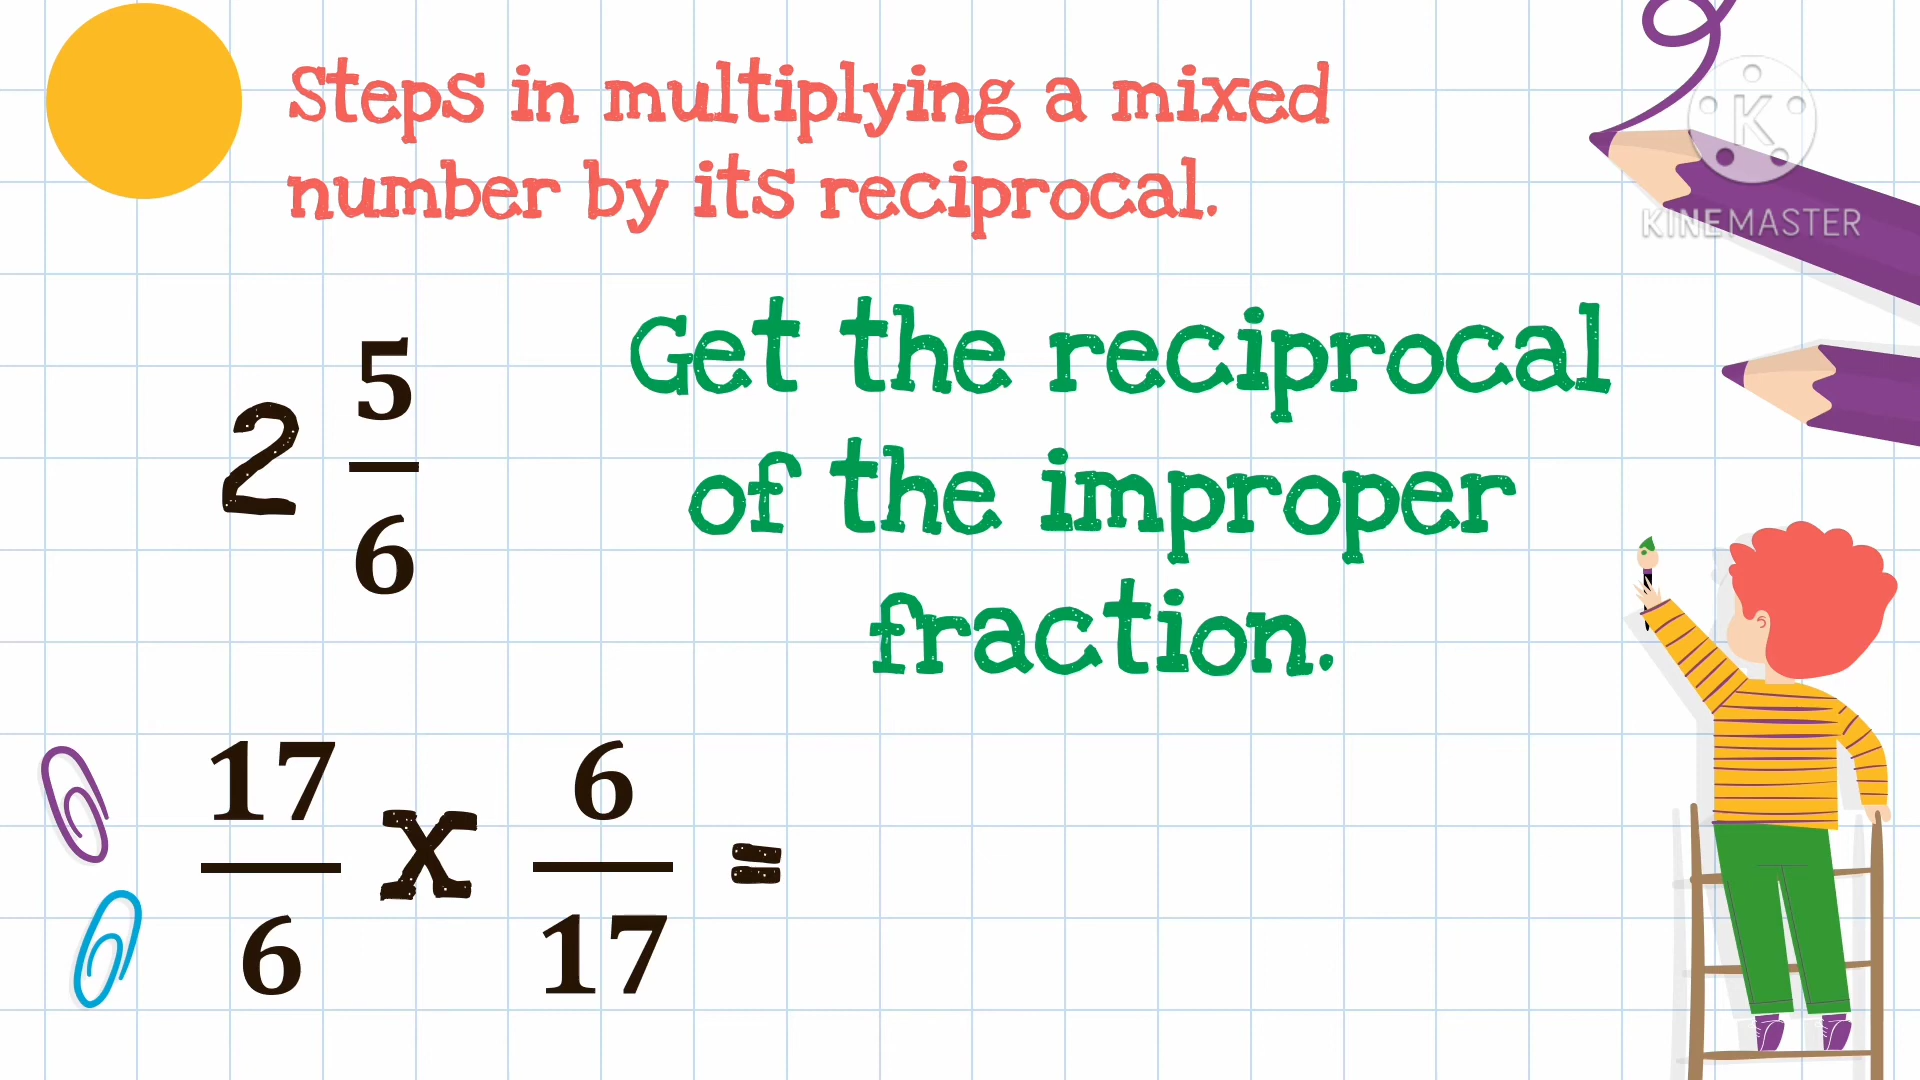 Steps in multiplying a mixed
number by its reciprocal.
K
KINEMASTER
Get the reciprocal
of the improper
fraction.
2 5/6
17/6 x 6/17 =